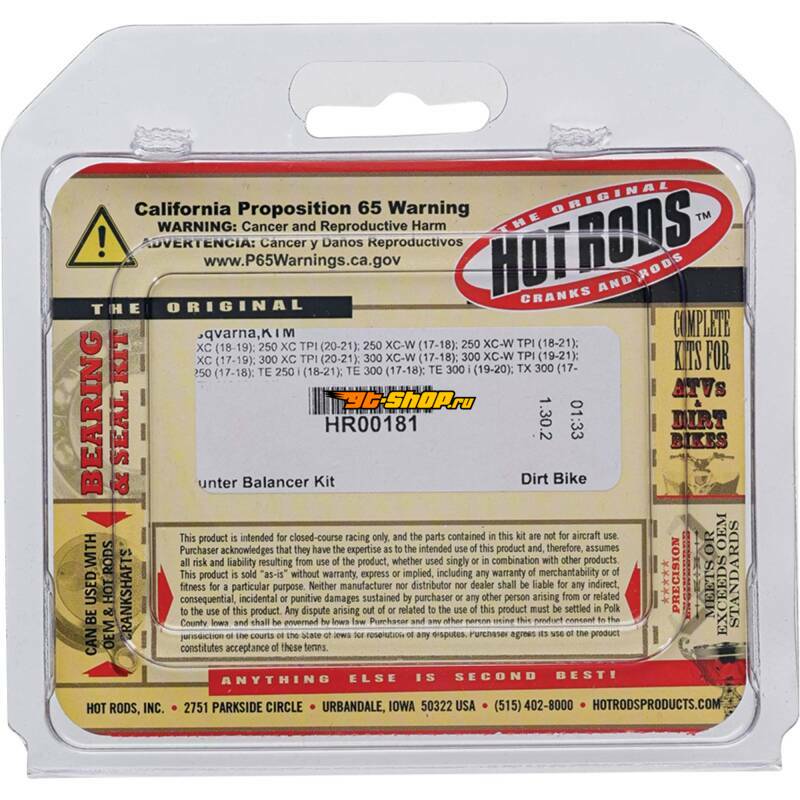 California Proposition 65 Warning
WARNING: Cancer and Reproductive Harm
ADVERTENCIA: Cáncer y Daños Reproductivos
www.P65Warnings.ca.gov
THE ORIGINAL
HOT RODS™
CRANKS AND RODS
THE ORIGINAL
BEARING
& SEAL KIT
COMPLETE
KITS FOR
ATVs
&
DIRT
BIKES
sqvarna,KTM
XC (18-19); 250 XC TPI (20-21); 250 XC-W (17-18); 250 XC-W TPI (18-21);
XC (17-19); 300 XC TPI (20-21); 300 XC-W (17-18); 300 XC-W TPI (19-21);
250 (17-18); TE 250 i (18-21); TE 300 (17-18); TE 300 i (19-20); TX 300 (17-
9G-SHOP.ru
HR00181
1.30.2
01:33
unter Balancer Kit
Dirt Bike
CAN BE USED WITH
OEM & HOT RODS
CRANKSHAFTS
This product is intended for closed-course racing only, and the parts contained in this kit are not for aircraft use.
Purchaser acknowledges that they have the expertise as to the intended use of this product and, therefore, assumes
all risk and liability resulting from use of the product, whether used singly or in combination with other products.
This product is sold "as-is" without warranty, express or implied, including any warranty of merchantability or of
fitness for a particular purpose. Neither manufacturer nor distributor nor dealer shall be liable for any indirect,
consequential, incidental or punitive damages sustained by purchaser or any other person arising from or related
to the use of this product. Any dispute arising out of or related to the use of this product must be settled in Polk
County, Iowa, and shall be governed by Iowa law. Purchaser and any other person using this product consent to the
jurisdiction of the courts of the State of Iowa for resolution of any disputes. Purchaser agrees its use of the product
constitutes acceptance of these terms.
PRECISION
ENGINEERED
MEETS OR
EXCEEDS OEM
STANDARDS
ANYTHING ELSE IS SECOND BEST!
HOT RODS, INC. • 2751 PARKSIDE CIRCLE • URBANDALE, IOWA 50322 USA • (515) 402-8000 • HOTRODSPRODUCTS.COM